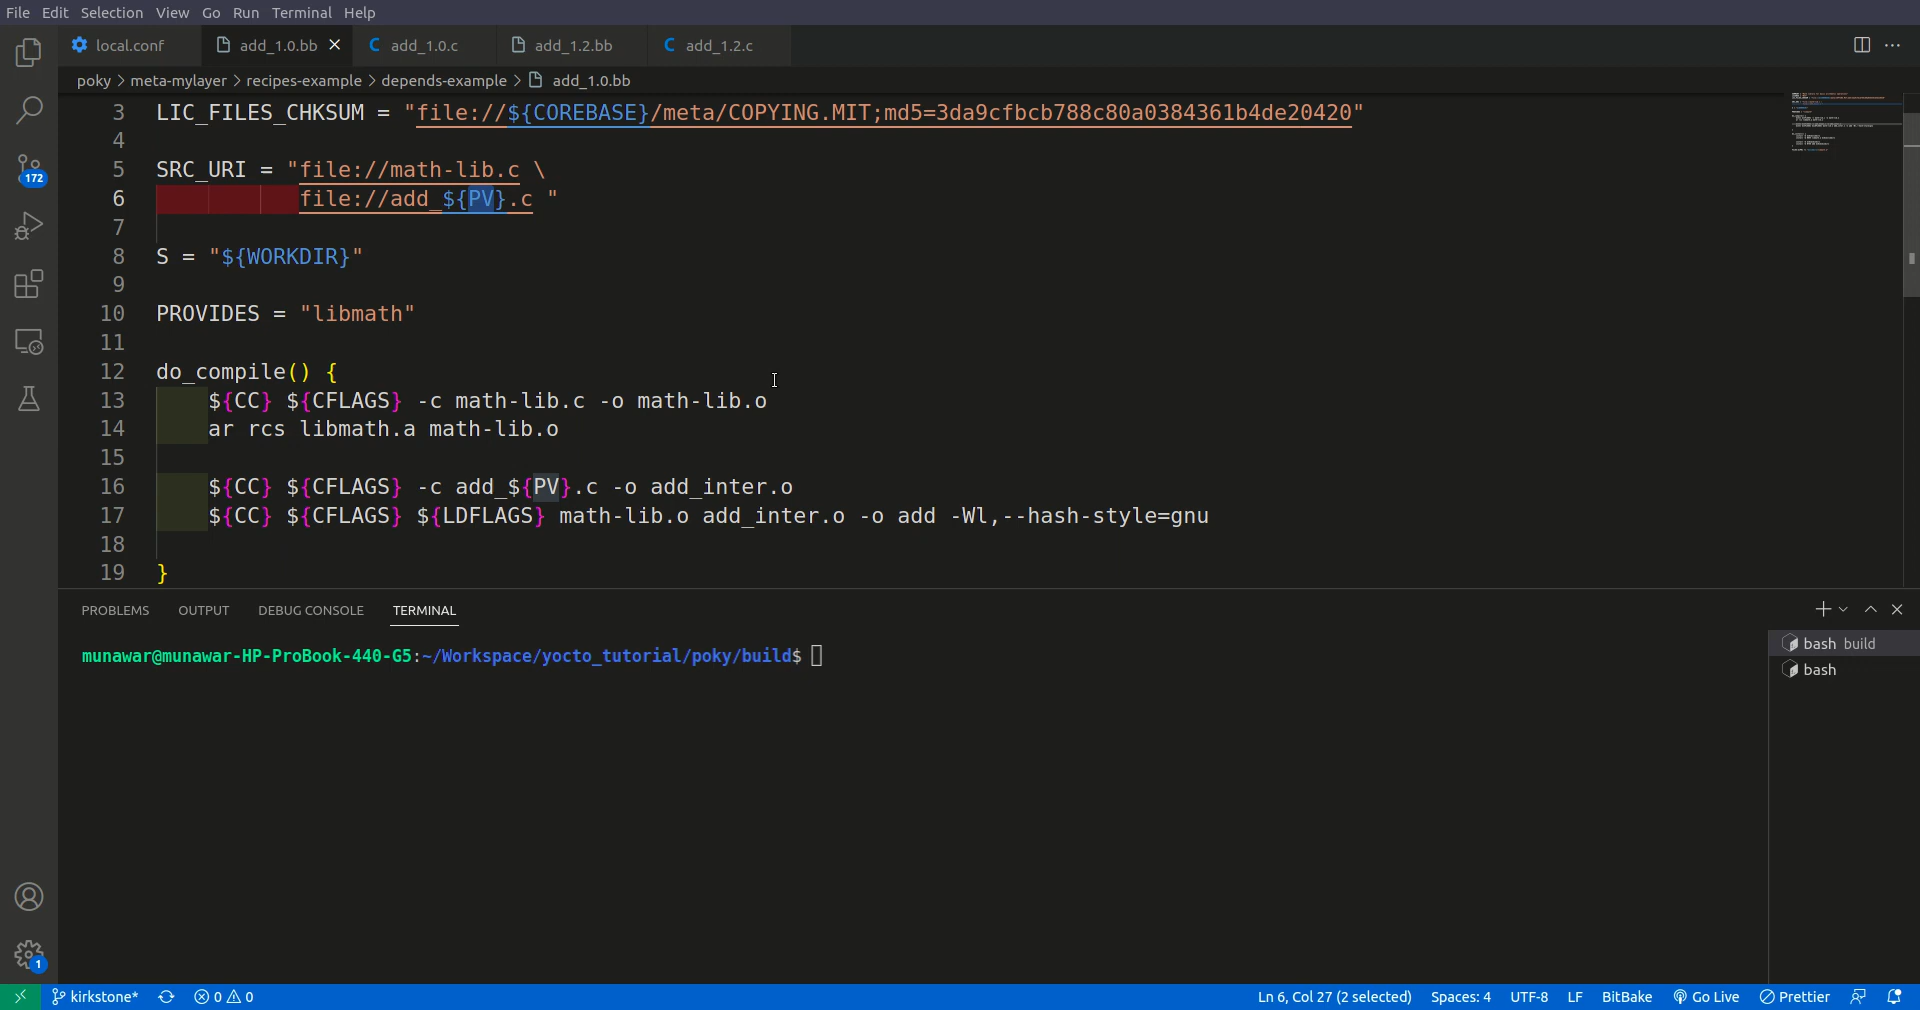 File Edit Selection View Go Run Terminal Help
local.conf add_1.0.bb add_1.0.c add_1.2.bb add_1.2.c
poky > meta-mylayer > recipes-example > depends-example > add_1.0.bb
3 LIC_FILES_CHKSUM = "file://${COREBASE}/meta/COPYING.MIT;md5=3da9cfbcb788c80a0384361b4de20420"
4
5 SRC_URI = "file://math-lib.c \
6 file://add_${PV}.c "
7
8 S = "${WORKDIR}"
9
10 PROVIDES = "libmath"
11
12 do_compile() {
13 ${CC} ${CFLAGS} -c math-lib.c -o math-lib.o
14 ar rcs libmath.a math-lib.o
15
16 ${CC} ${CFLAGS} -c add_${PV}.c -o add_inter.o
17 ${CC} ${CFLAGS} ${LDFLAGS} math-lib.o add_inter.o -o add -Wl,--hash-style=gnu
18
19 }
172
PROBLEMS OUTPUT DEBUG CONSOLE TERMINAL
munawar@munawar-HP-ProBook-440-G5:~/Workspace/yocto_tutorial/poky/build$
bash build
bash
1
kirkstone* 0 0 Ln 6, Col 27 (2 selected) Spaces: 4 UTF-8 LF BitBake Go Live Prettier